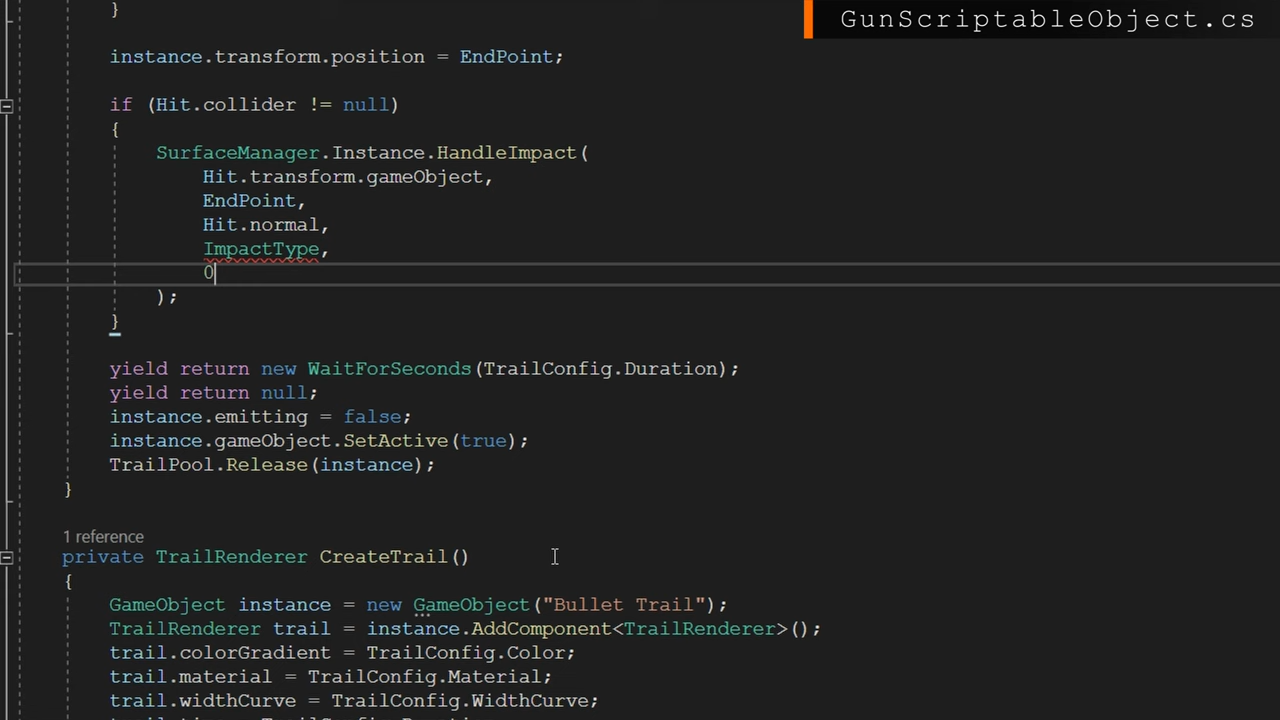 GunScriptableObject.cs
}
instance.transform.position = EndPoint;
if (Hit.collider != null)
{
SurfaceManager.Instance.HandleImpact(
Hit.transform.gameObject,
EndPoint,
Hit.normal,
ImpactType,
0
);
}
yield return new WaitForSeconds(TrailConfig.Duration);
yield return null;
instance.emitting = false;
instance.gameObject.SetActive(true);
TrailPool.Release(instance);
}
1 reference
private TrailRenderer CreateTrail()
{
GameObject instance = new GameObject("Bullet Trail");
TrailRenderer trail = instance.AddComponent<TrailRenderer>();
trail.colorGradient = TrailConfig.Color;
trail.material = TrailConfig.Material;
trail.widthCurve = TrailConfig.WidthCurve;